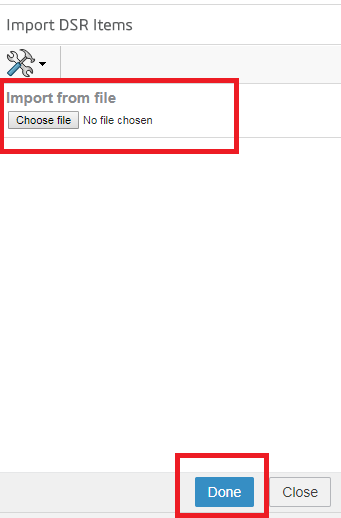 Import DSR Items
Import from file
Choose file No file chosen
Done Close